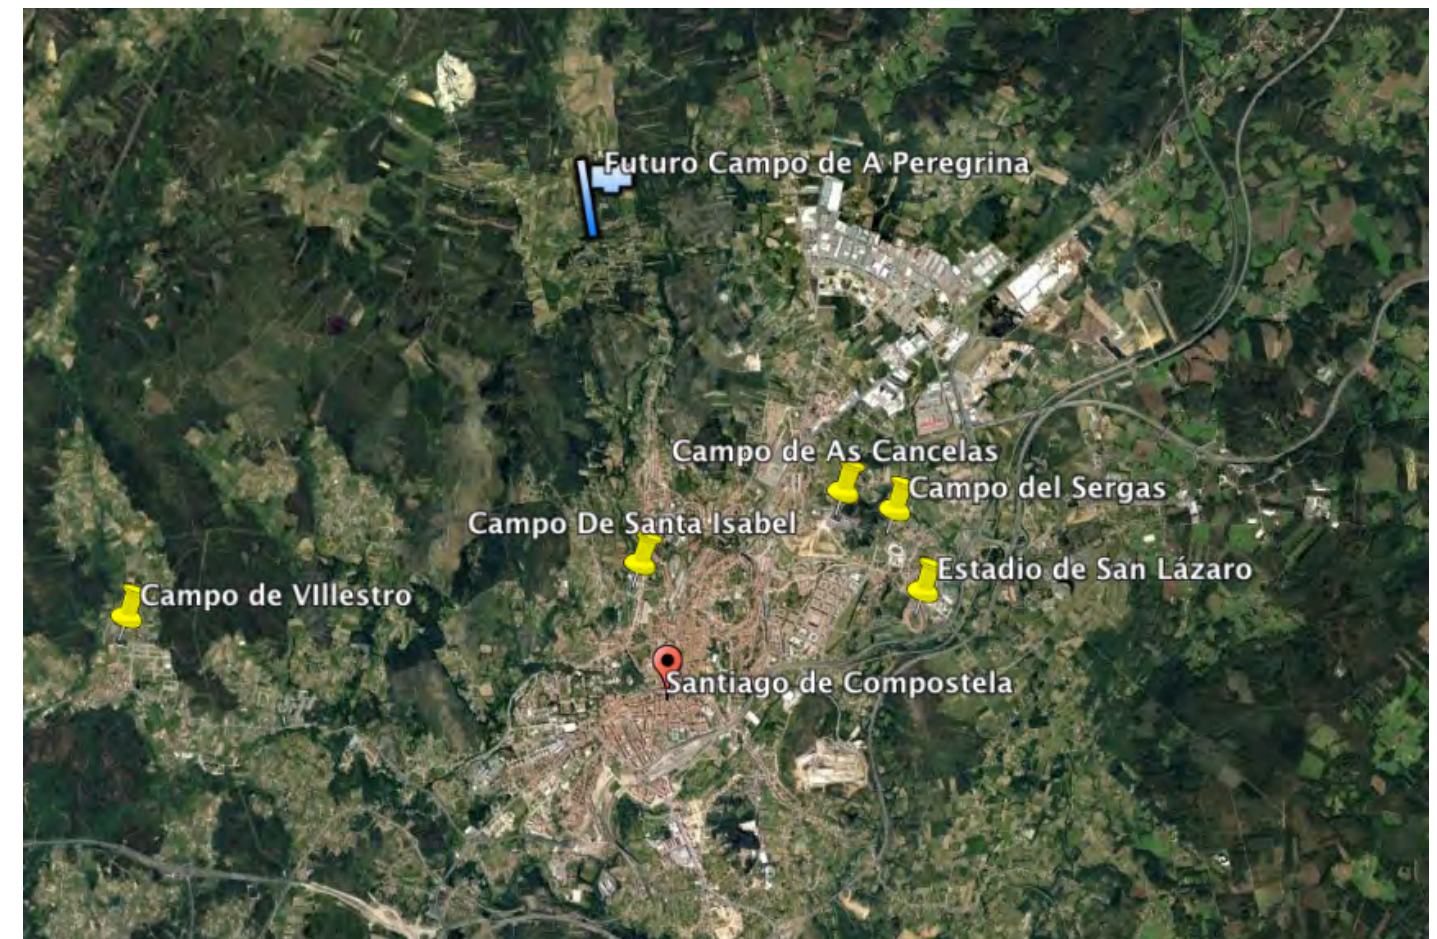 Futuro Campo de A Peregrina
Campo de As Cancelas
Campo del Sergas
Campo De Santa Isabel
Estadio de San Lázaro
Campo de VIllestro
Santiago de Compostela